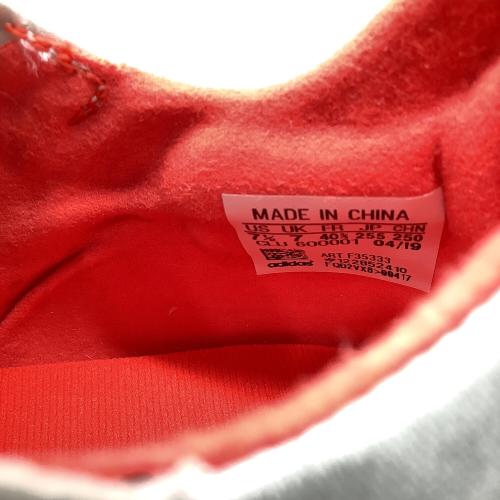 MADE IN CHINA
US UK FR JP CHN
7½ 7 40⅔ 255 250
CLU 600001 04/19
ART F35333
#122852410
adidas